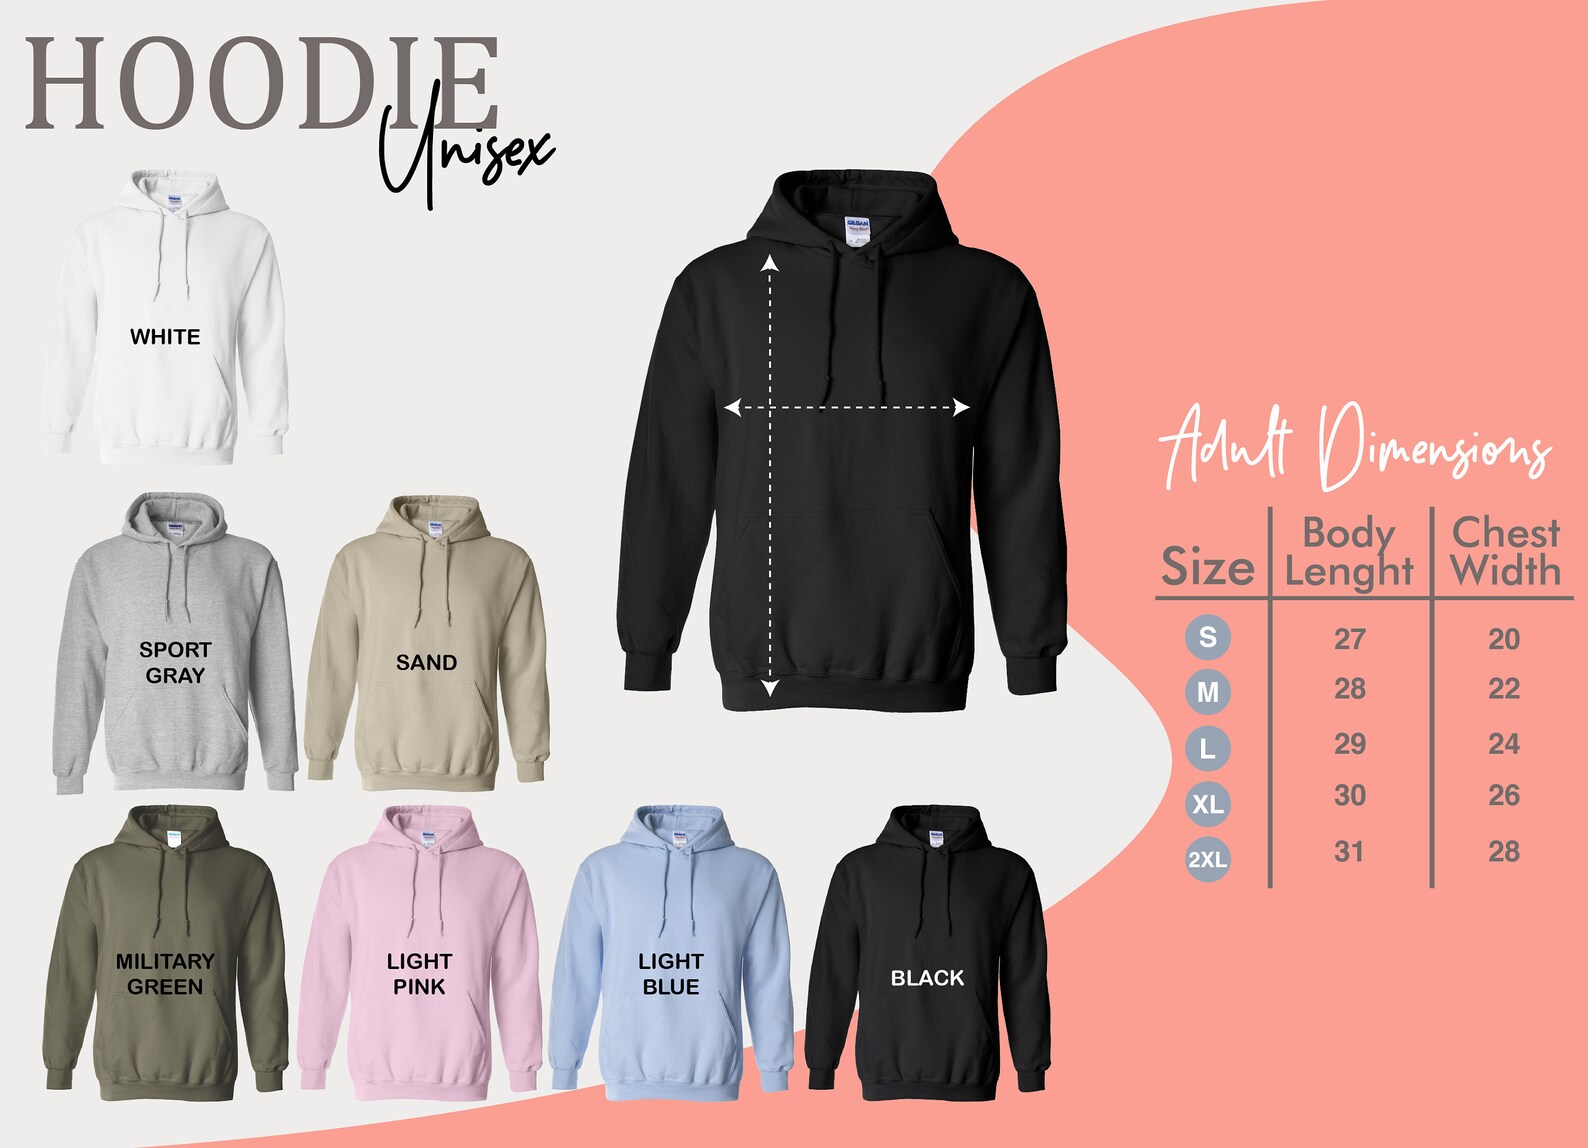 HOODIE
Unisex
WHITE
GILDAN
SPORT
GRAY
SAND
MILITARY
GREEN
LIGHT
PINK
LIGHT
BLUE
BLACK
Adult Dimensions
Size Body Lenght Chest Width
S 27 20
M 28 22
L 29 24
XL 30 26
2XL 31 28